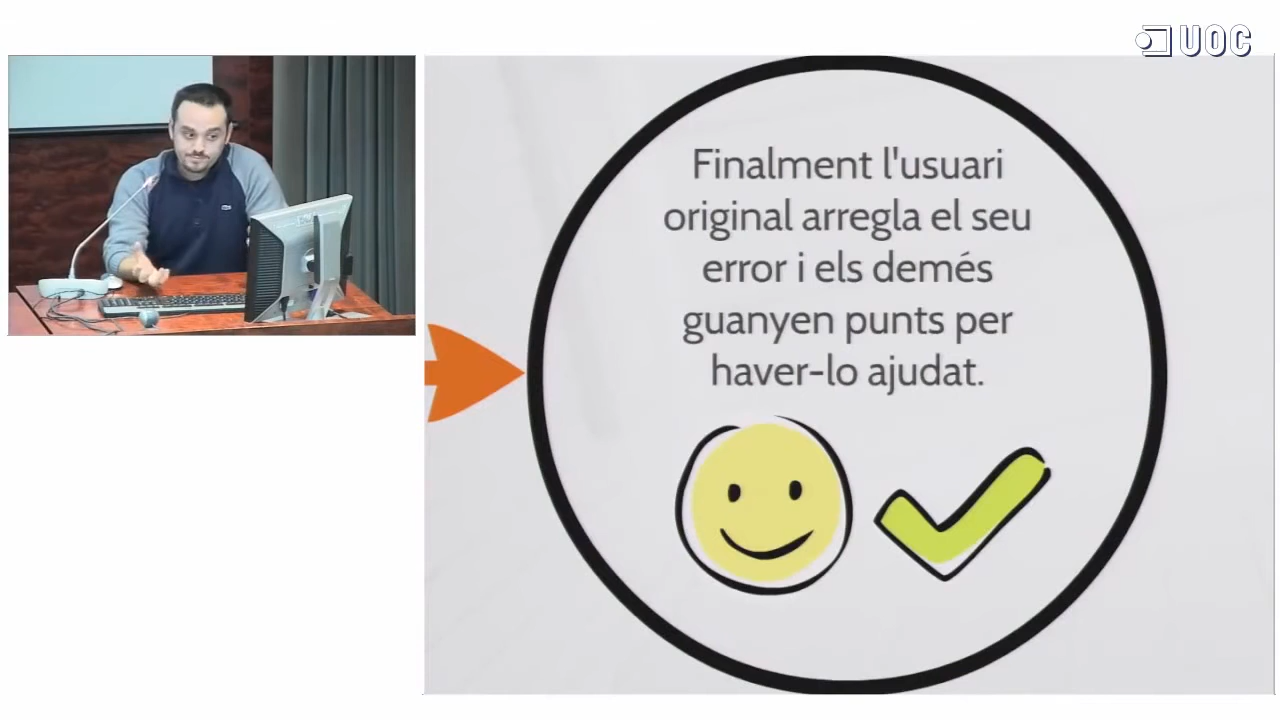 UOC
Finalment l'usuari
original arregla el seu
error i els demés
guanyen punts per
haver-lo ajudat.